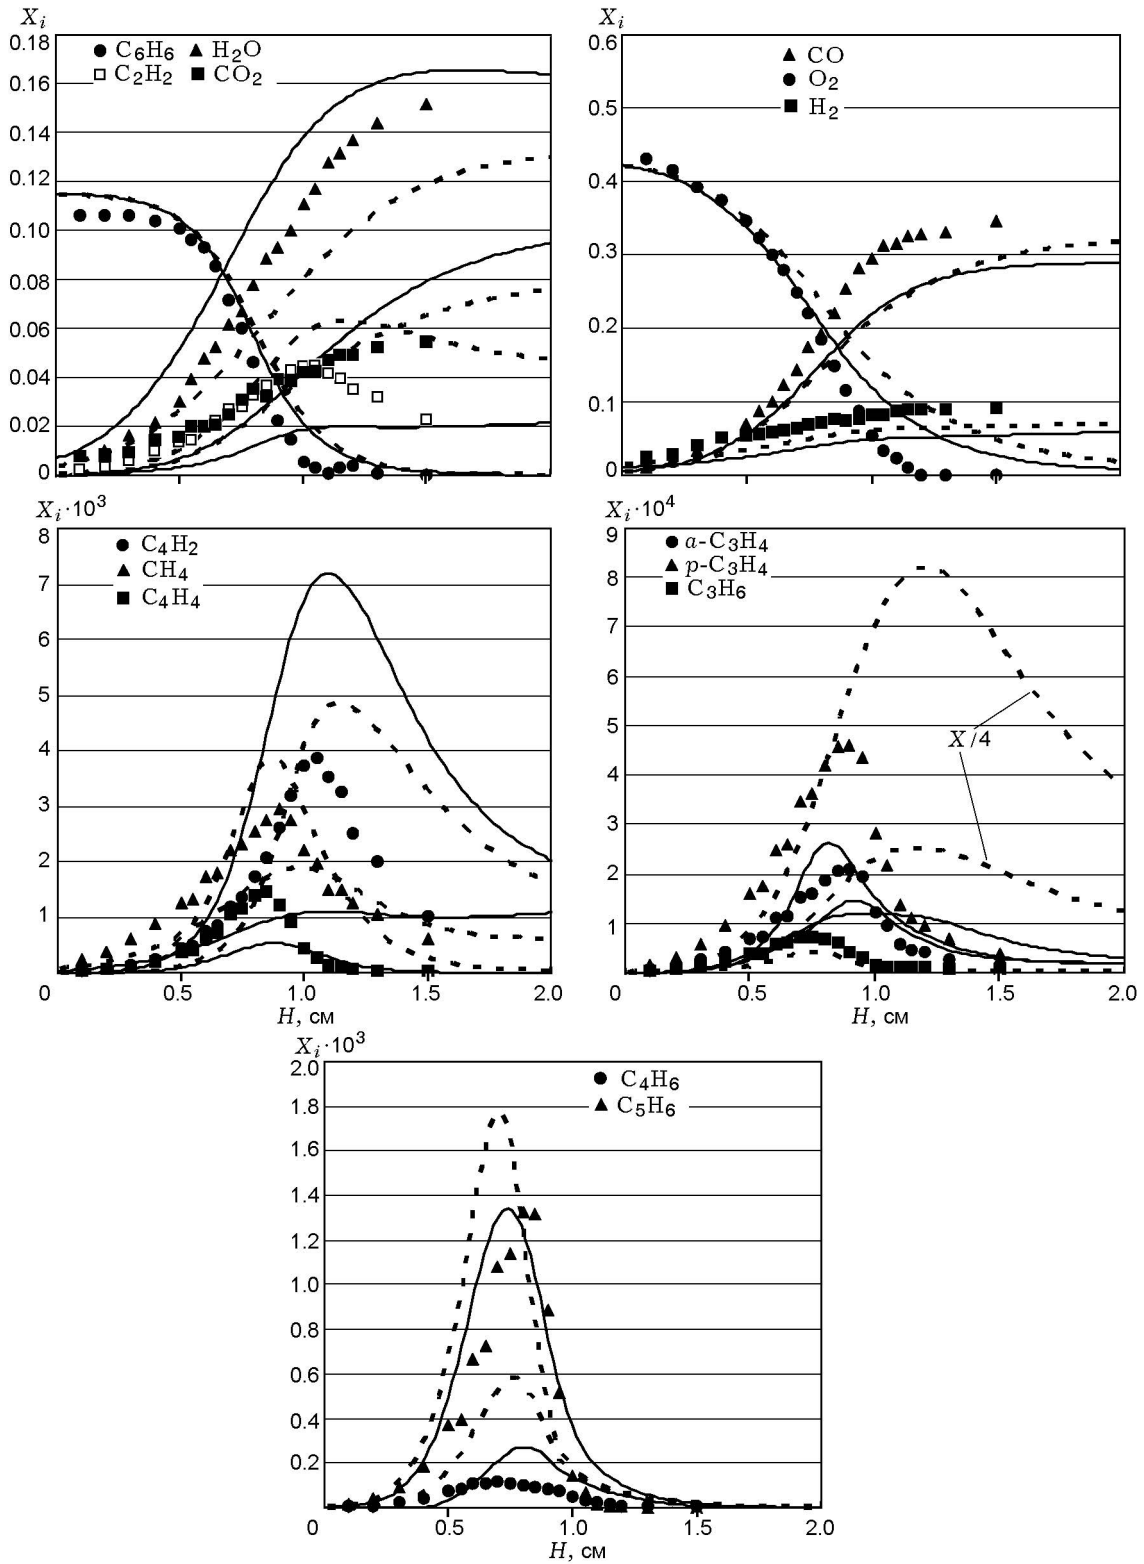 Xᵢ
0.18
0.16
0.14
0.12
0.10
0.08
0.06
0.04
0.02
0
● C₆H₆ ▲ H₂O
□ C₂H₂ ■ CO₂
Xᵢ
0.6
0.5
0.4
0.3
0.2
0.1
0
▲ CO
● O₂
■ H₂
Xᵢ·10³
8
7
6
5
4
3
2
1
0 0.5 1.0 1.5 2.0
H, см
● C₄H₂
▲ CH₄
■ C₄H₄
Xᵢ·10⁴
9
8
7
6
5
4
3
2
1
0 0.5 1.0 1.5 2.0
H, см
● a-C₃H₄
▲ p-C₃H₄
■ C₃H₆
X/4
Xᵢ·10³
2.0
1.8
1.6
1.4
1.2
1.0
0.8
0.6
0.4
0.2
0 0.5 1.0 1.5 2.0
H, см
● C₄H₆
▲ C₅H₆